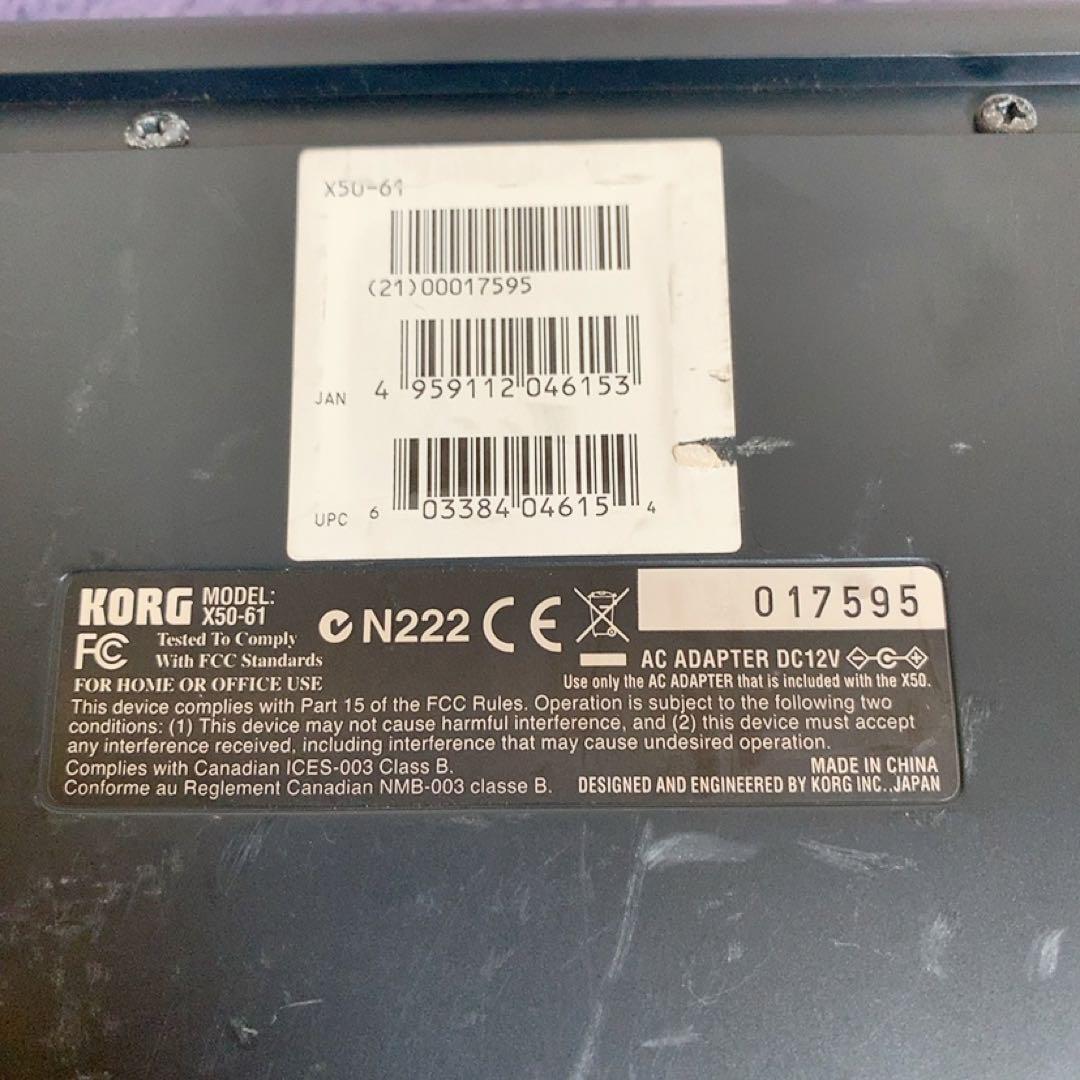 X50-61
(21)00017595
JAN 4 959112 046153
UPC 6 03384 04615 4
KORG MODEL: X50-61
017595
FC Tested To Comply With FCC Standards
N222 CE
FOR HOME OR OFFICE USE
AC ADAPTER DC12V
Use only the AC ADAPTER that is included with the X50.
This device complies with Part 15 of the FCC Rules. Operation is subject to the following two
conditions: (1) This device may not cause harmful interference, and (2) this device must accept
any interference received, including interference that may cause undesired operation.
Complies with Canadian ICES-003 Class B.
Conforme au Reglement Canadian NMB-003 classe B.
MADE IN CHINA
DESIGNED AND ENGINEERED BY KORG INC.,JAPAN